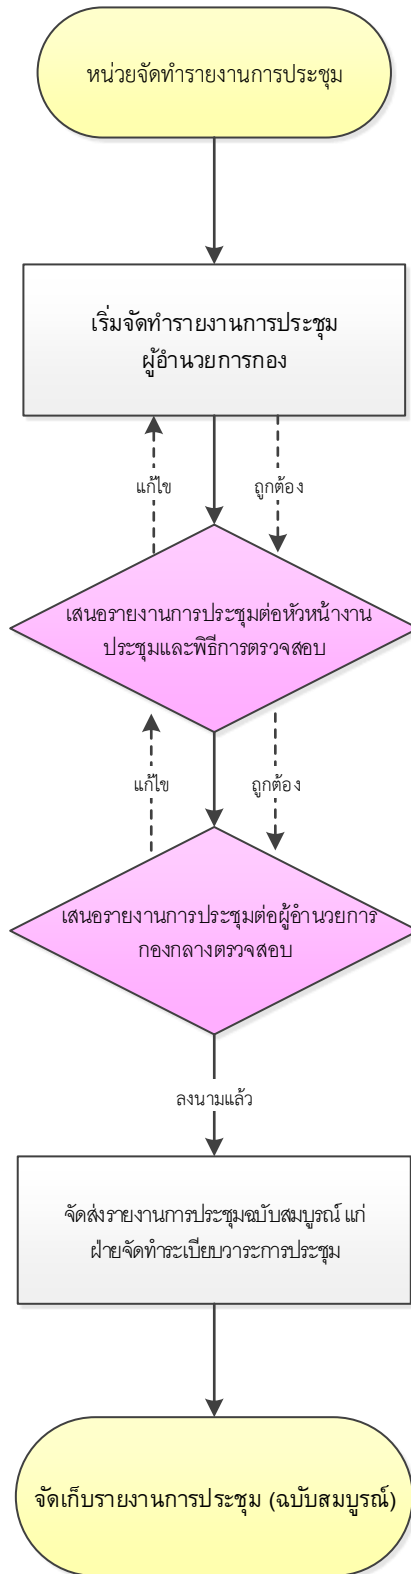 หน่วยจัดทำรายงานการประชุม
เริ่มจัดทำรายงานการประชุม
ผู้อำนวยการกอง
แก้ไข
ถูกต้อง
เสนอรายงานการประชุมต่อหัวหน้างาน
ประชุมและพิธีการตรวจสอบ
แก้ไข
ถูกต้อง
เสนอรายงานการประชุมต่อผู้อำนวยการ
กองกลางตรวจสอบ
ลงนามแล้ว
จัดส่งรายงานการประชุมฉบับสมบูรณ์ แก่
ฝ่ายจัดทำระเบียบวาระการประชุม
จัดเก็บรายงานการประชุม (ฉบับสมบูรณ์)